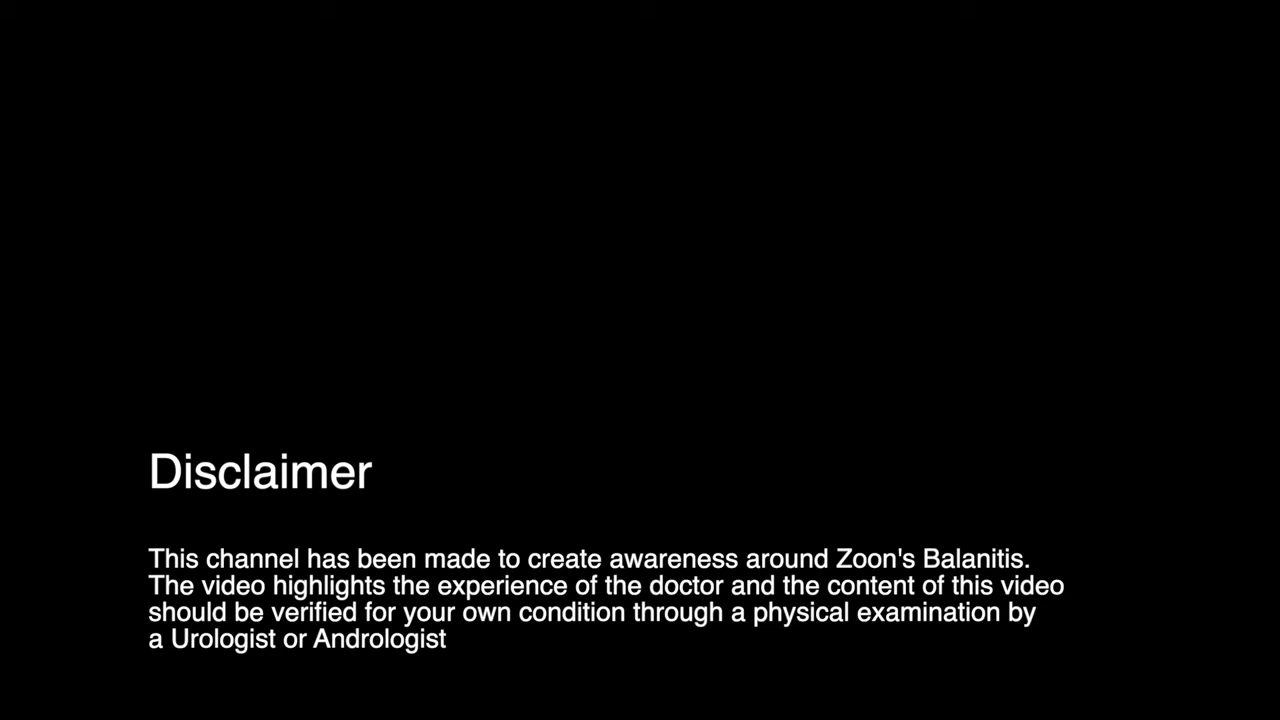 Disclaimer
This channel has been made to create awareness around Zoon's Balanitis.
The video highlights the experience of the doctor and the content of this video
should be verified for your own condition through a physical examination by
a Urologist or Andrologist